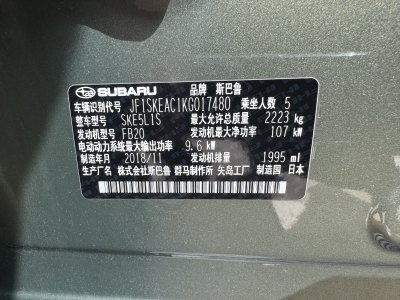 SUBARU 品牌 斯巴鲁
车辆识别代号 JF1SKEAC1KG017480 乘坐人数 5
整车型号 SKE5L1S 最大允许总质量 2223 kg
发动机型号 FB20 发动机最大净功率 107 kW
电动动力系统最大输出功率 9.6 kW
制造年月 2018/11 发动机排量 1995 ml
株式会社斯巴鲁 群马制作所 矢岛工厂 制造国 日本